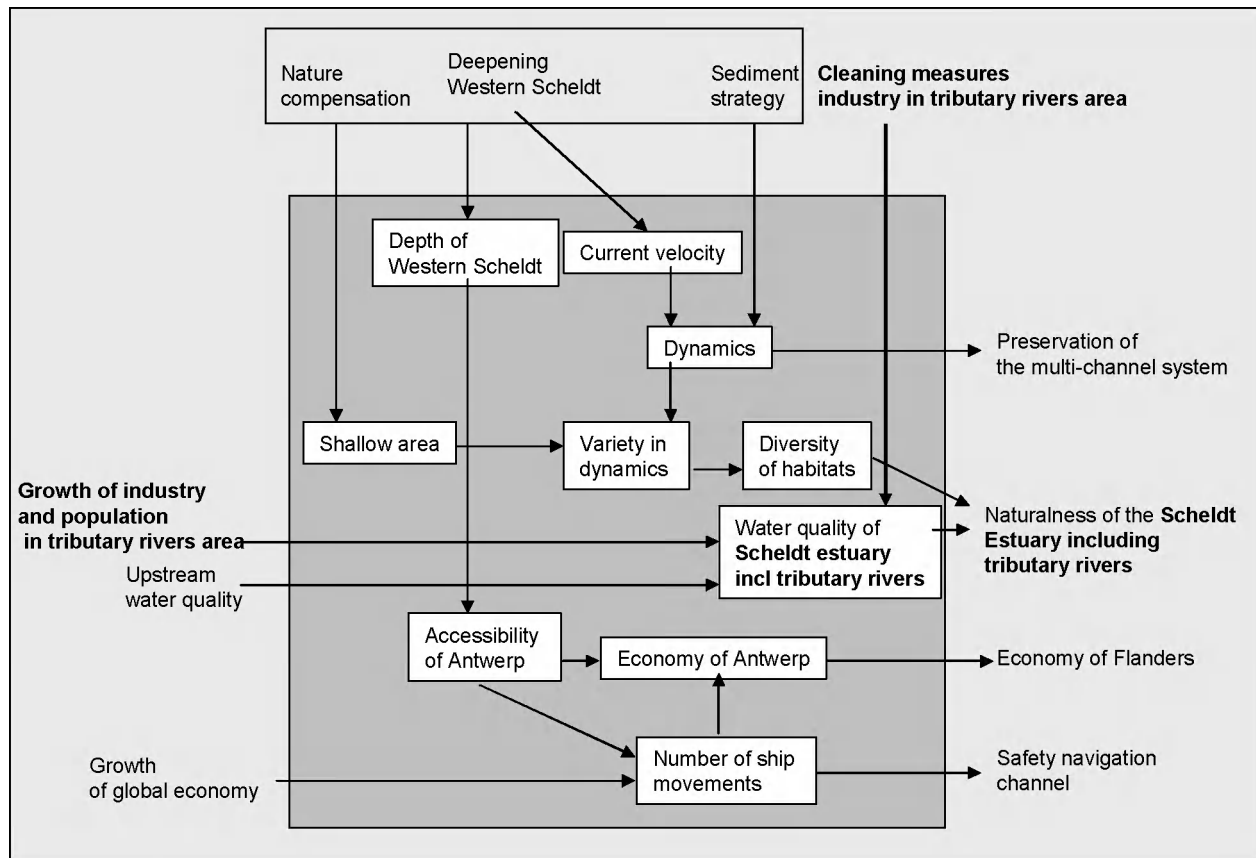 Nature
compensation
Deepening
Western Scheldt
Sediment
strategy
Cleaning measures
industry in tributary rivers area
Depth of
Western Scheldt
Current velocity
Dynamics
Preservation of
the multi-channel system
Shallow area
Variety in
dynamics
Diversity
of habitats
Growth of industry
and population
in tributary rivers area
Water quality of
Scheldt estuary
incl tributary rivers
Naturalness of the Scheldt
Estuary including
tributary rivers
Upstream
water quality
Accessibility
of Antwerp
Economy of Antwerp
Economy of Flanders
Growth
of global economy
Number of ship
movements
Safety navigation
channel